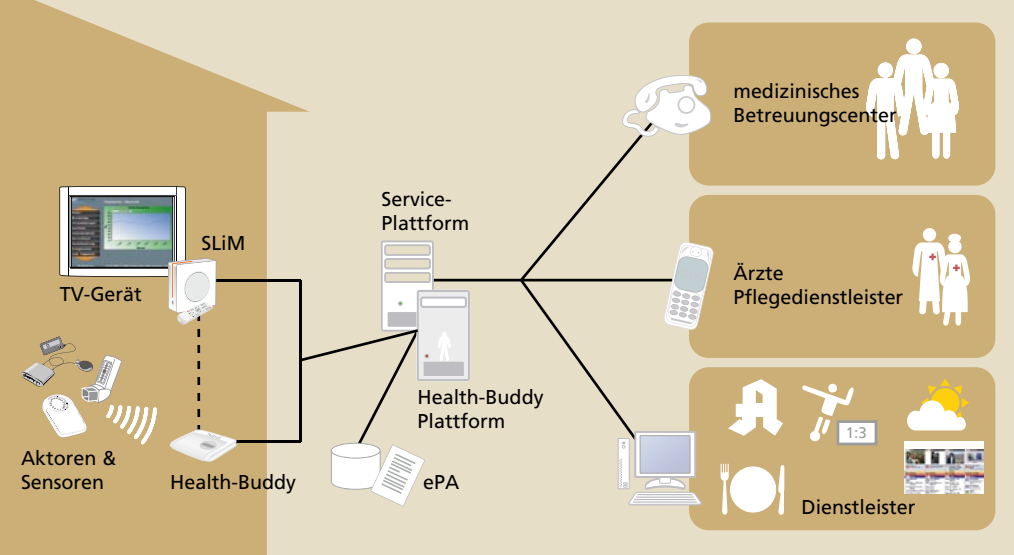 medizinisches
Betreuungscenter
Service-
Plattform
SLiM
TV-Gerät
Ärzte
Pflegedienstleister
Health-Buddy
Plattform
1:3
Aktoren &
Sensoren
Health-Buddy
ePA
Dienstleister